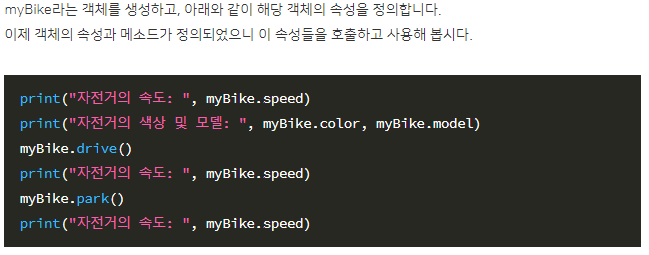 myBike라는 객체를 생성하고, 아래와 같이 해당 객체의 속성을 정의합니다.
이제 객체의 속성과 메소드가 정의되었으니 이 속성들을 호출하고 사용해 봅시다.
print("자전거의 속도: ", myBike.speed)
print("자전거의 색상 및 모델: ", myBike.color, myBike.model)
myBike.drive()
print("자전거의 속도: ", myBike.speed)
myBike.park()
print("자전거의 속도: ", myBike.speed)